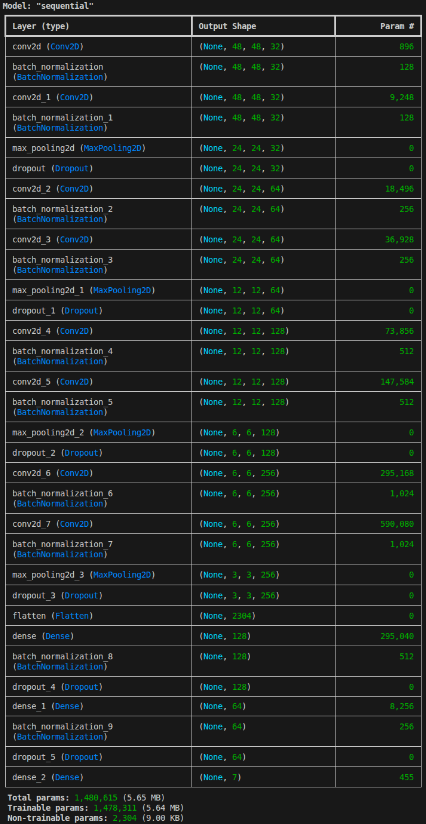 Model: "sequential"
Layer (type) Output Shape Param #
conv2d (Conv2D) (None, 48, 48, 32) 896
batch_normalization (None, 48, 48, 32) 128
(BatchNormalization)
conv2d_1 (Conv2D) (None, 48, 48, 32) 9,248
batch_normalization_1 (None, 48, 48, 32) 128
(BatchNormalization)
max_pooling2d (MaxPooling2D) (None, 24, 24, 32) 0
dropout (Dropout) (None, 24, 24, 32) 0
conv2d_2 (Conv2D) (None, 24, 24, 64) 18,496
batch_normalization_2 (None, 24, 24, 64) 256
(BatchNormalization)
conv2d_3 (Conv2D) (None, 24, 24, 64) 36,928
batch_normalization_3 (None, 24, 24, 64) 256
(BatchNormalization)
max_pooling2d_1 (MaxPooling2D) (None, 12, 12, 64) 0
dropout_1 (Dropout) (None, 12, 12, 64) 0
conv2d_4 (Conv2D) (None, 12, 12, 128) 73,856
batch_normalization_4 (None, 12, 12, 128) 512
(BatchNormalization)
conv2d_5 (Conv2D) (None, 12, 12, 128) 147,584
batch_normalization_5 (None, 12, 12, 128) 512
(BatchNormalization)
max_pooling2d_2 (MaxPooling2D) (None, 6, 6, 128) 0
dropout_2 (Dropout) (None, 6, 6, 128) 0
conv2d_6 (Conv2D) (None, 6, 6, 256) 295,168
batch_normalization_6 (None, 6, 6, 256) 1,024
(BatchNormalization)
conv2d_7 (Conv2D) (None, 6, 6, 256) 590,080
batch_normalization_7 (None, 6, 6, 256) 1,024
(BatchNormalization)
max_pooling2d_3 (MaxPooling2D) (None, 3, 3, 256) 0
dropout_3 (Dropout) (None, 3, 3, 256) 0
flatten (Flatten) (None, 2304) 0
dense (Dense) (None, 128) 295,040
batch_normalization_8 (None, 128) 512
(BatchNormalization)
dropout_4 (Dropout) (None, 128) 0
dense_1 (Dense) (None, 64) 8,256
batch_normalization_9 (None, 64) 256
(BatchNormalization)
dropout_5 (Dropout) (None, 64) 0
dense_2 (Dense) (None, 7) 455
Total params: 1,480,615 (5.65 MB)
Trainable params: 1,478,311 (5.64 MB)
Non-trainable params: 2,304 (9.00 KB)